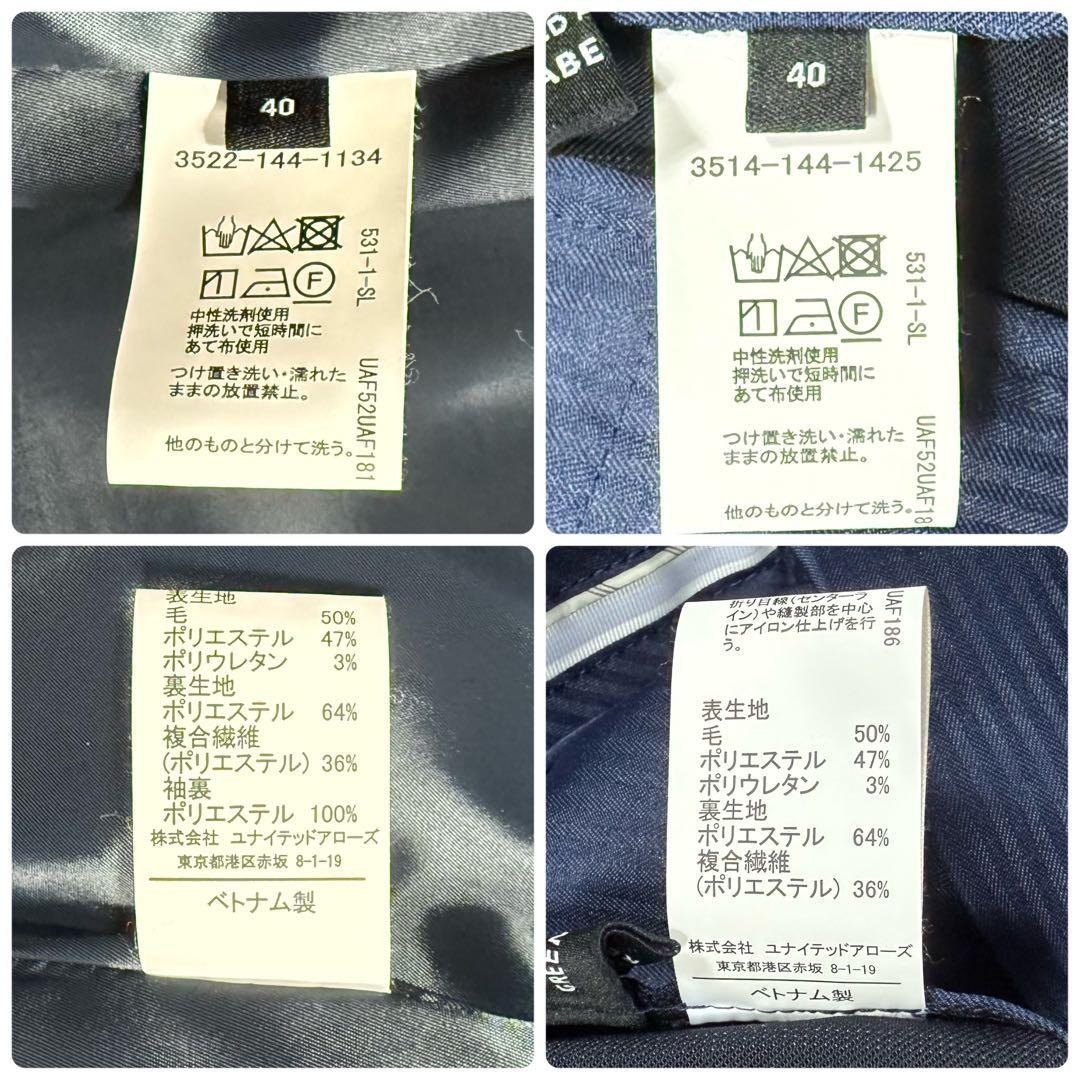 40
3522-144-1134
中性洗剤使用
押洗いで短時間に
あて布使用
つけ置き洗い・濡れた
ままの放置禁止。
他のものと分けて洗う。
531-1-SL
UAF52UAF181
ABE
40
3514-144-1425
F
F
中性洗剤使用
押洗いで短時間に
あて布使用
つけ置き洗い・濡れた
ままの放置禁止。
他のものと分けて洗う。
531-1-SL
UAF52UAF18
表生地
毛 50%
ポリエステル 47%
ポリウレタン 3%
裏生地
ポリエステル 64%
複合繊維
(ポリエステル) 36%
袖裏
ポリエステル 100%
株式会社 ユナイテッドアローズ
東京都港区赤坂 8-1-19
ベトナム製
折り目線(センターラ
イン)や縫製部を中心
にアイロン仕上げを行
う。
UAF186
表生地
毛 50%
ポリエステル 47%
ポリウレタン 3%
裏生地
ポリエステル 64%
複合繊維
(ポリエステル) 36%
株式会社 ユナイテッドアローズ
東京都港区赤坂 8-1-19
ベトナム製